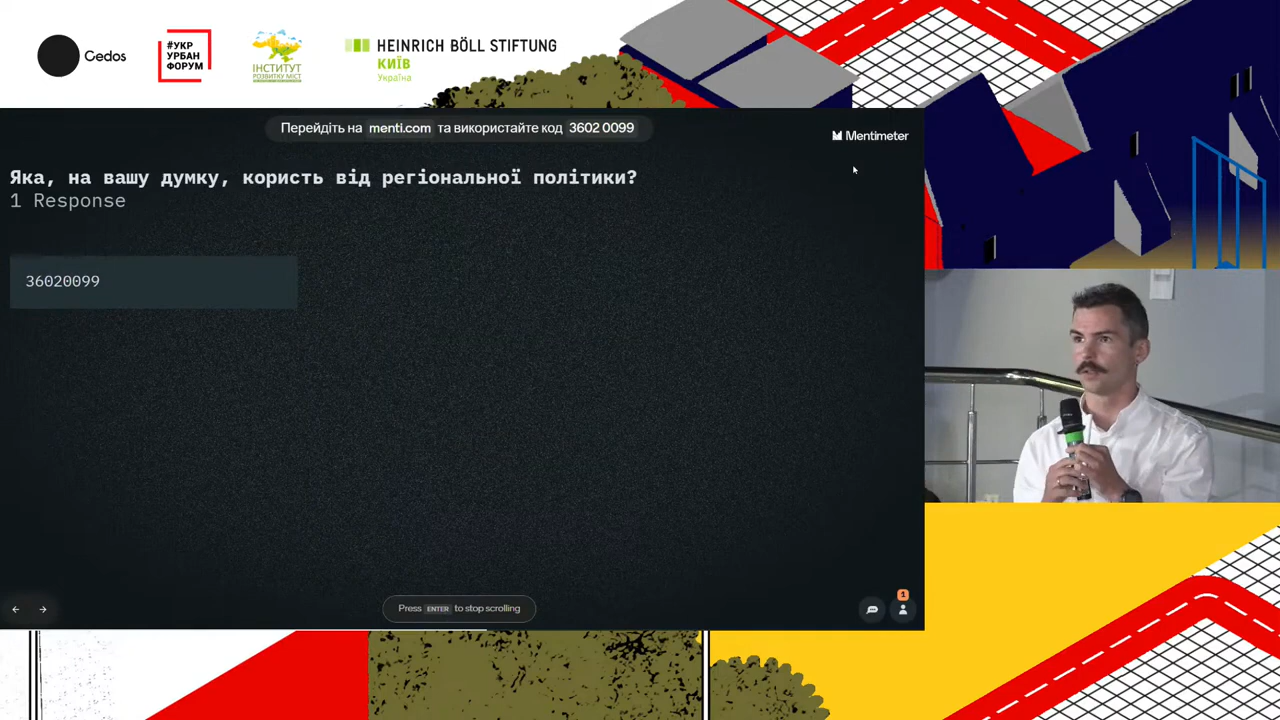 Cedos
#УКР
УРБАН
ФОРУМ
ІНСТИТУТ
РОЗВИТКУ МІСТ
HEINRICH BÖLL STIFTUNG
КИЇВ
Україна
Перейдіть на menti.com та використайте код 3602 0099
Mentimeter
Яка, на вашу думку, користь від регіональної політики?
1 Response
36020099
Press ENTER to stop scrolling
1